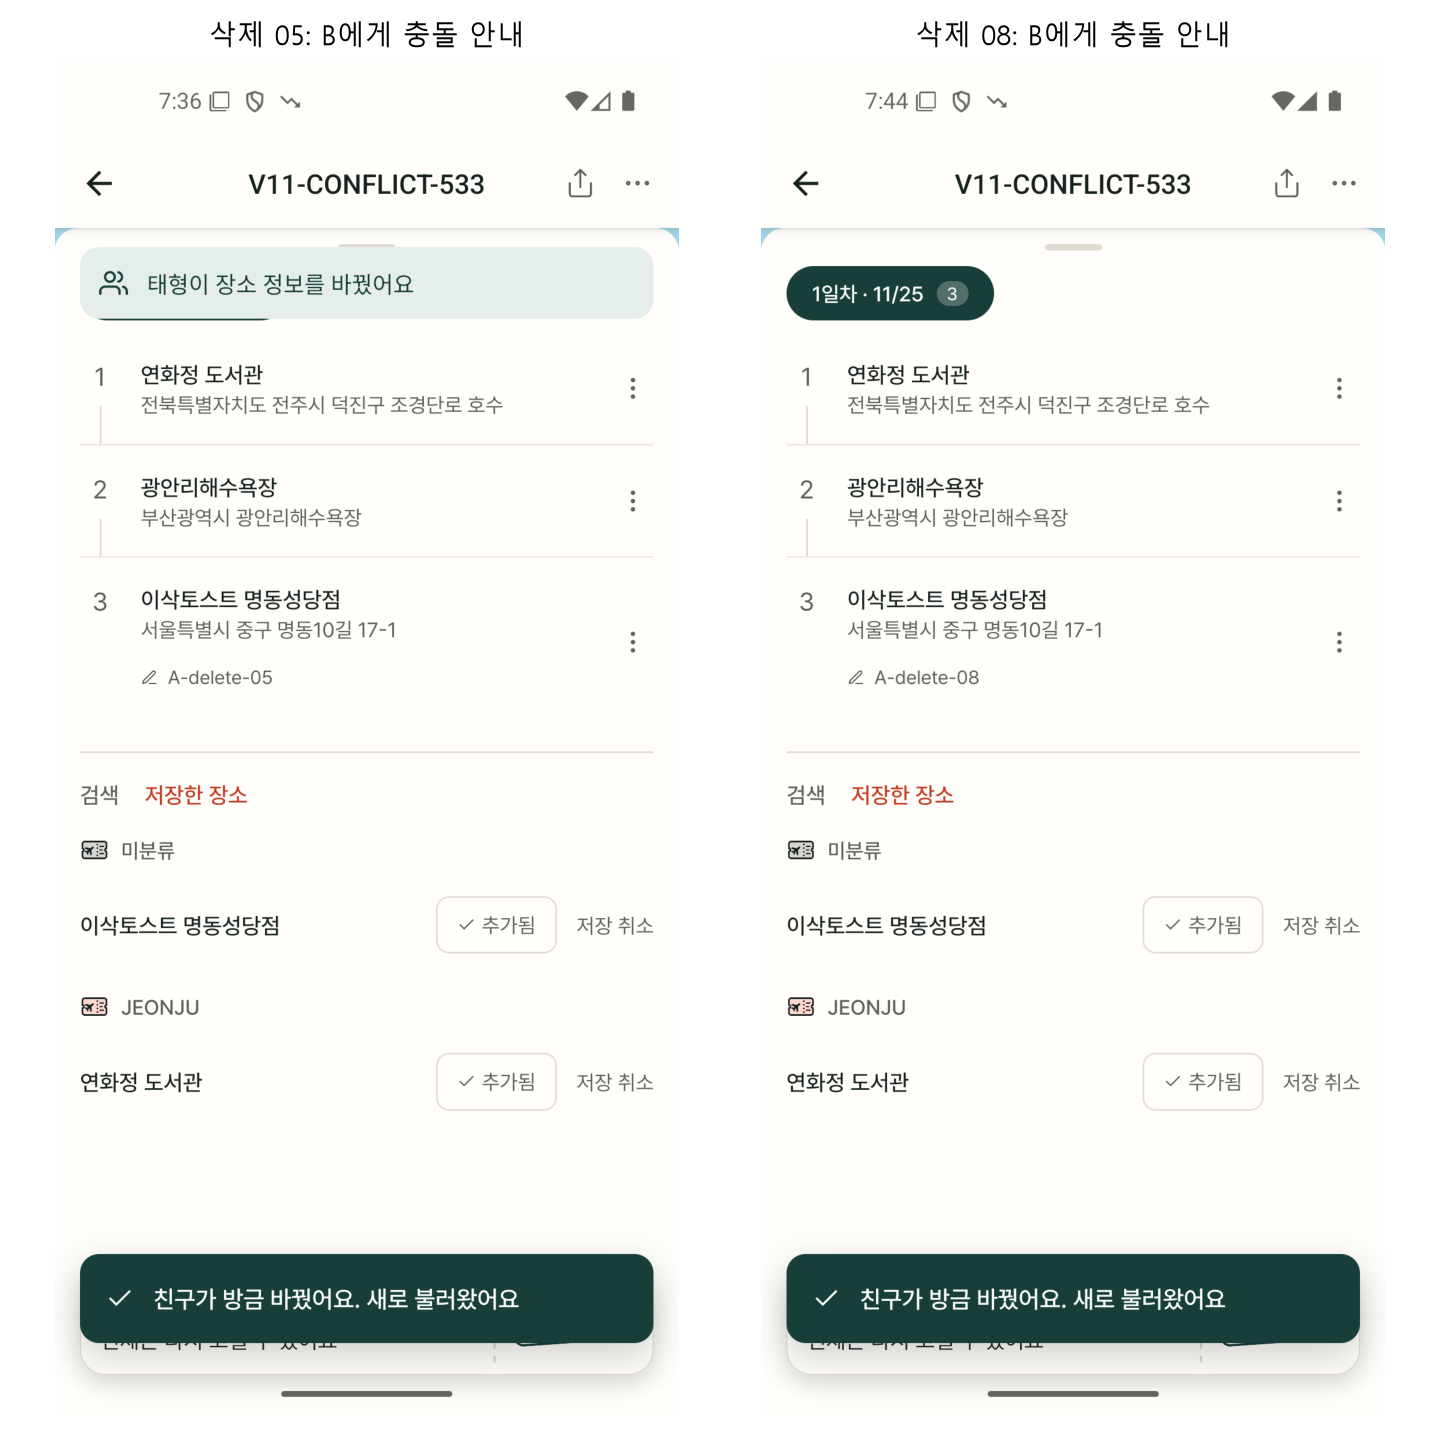 삭제 05: B에게 충돌 안내
7:36
V11-CONFLICT-533
태형이 장소 정보를 바꿨어요
1 연화정 도서관
전북특별자치도 전주시 덕진구 조경단로 호수
2 광안리해수욕장
부산광역시 광안리해수욕장
3 이삭토스트 명동성당점
서울특별시 중구 명동10길 17-1
A-delete-05
검색 저장한 장소
미분류
이삭토스트 명동성당점 추가됨 저장 취소
JEONJU
연화정 도서관 추가됨 저장 취소
친구가 방금 바꿨어요. 새로 불러왔어요
삭제 08: B에게 충돌 안내
7:44
V11-CONFLICT-533
1일차 · 11/25 3
1 연화정 도서관
전북특별자치도 전주시 덕진구 조경단로 호수
2 광안리해수욕장
부산광역시 광안리해수욕장
3 이삭토스트 명동성당점
서울특별시 중구 명동10길 17-1
A-delete-08
검색 저장한 장소
미분류
이삭토스트 명동성당점 추가됨 저장 취소
JEONJU
연화정 도서관 추가됨 저장 취소
친구가 방금 바꿨어요. 새로 불러왔어요